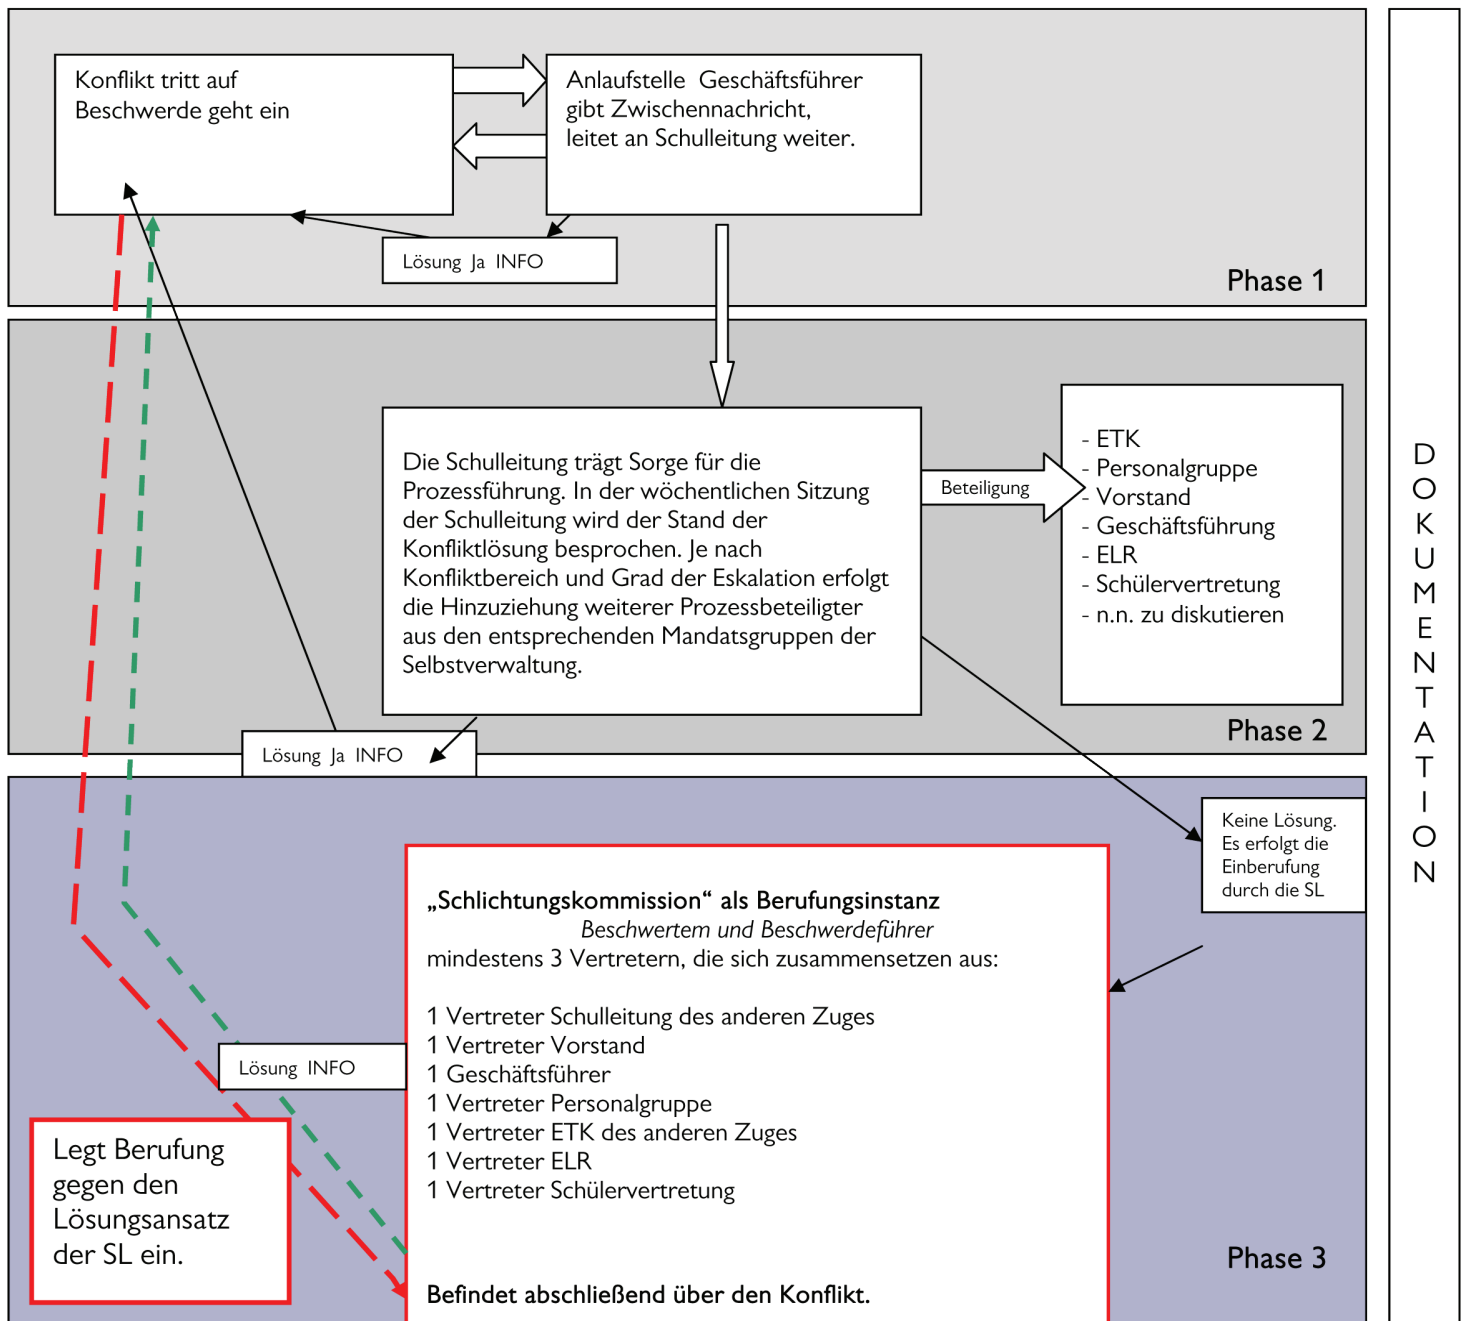 Konflikt tritt auf
Beschwerde geht ein
Anlaufstelle Geschäftsführer
gibt Zwischennachricht,
leitet an Schulleitung weiter.
Lösung Ja INFO
Phase 1
Die Schulleitung trägt Sorge für die
Prozessführung. In der wöchentlichen Sitzung
der Schulleitung wird der Stand der
Konfliktlösung besprochen. Je nach
Konfliktbereich und Grad der Eskalation erfolgt
die Hinzuziehung weiterer Prozessbeteiligter
aus den entsprechenden Mandatsgruppen der
Selbstverwaltung.
Beteiligung
- ETK
- Personalgruppe
- Vorstand
- Geschäftsführung
- ELR
- Schülervertretung
- n.n. zu diskutieren
Phase 2
Lösung Ja INFO
Keine Lösung.
Es erfolgt die
Einberufung
durch die SL
„Schlichtungskommission“ als Berufungsinstanz
Beschwertem und Beschwerdeführer
mindestens 3 Vertretern, die sich zusammensetzen aus:
1 Vertreter Schulleitung des anderen Zuges
1 Vertreter Vorstand
1 Geschäftsführer
1 Vertreter Personalgruppe
1 Vertreter ETK des anderen Zuges
1 Vertreter ELR
1 Vertreter Schülervertretung
Befindet abschließend über den Konflikt.
Lösung INFO
Legt Berufung
gegen den
Lösungsansatz
der SL ein.
Phase 3
D
O
K
U
M
E
N
T
A
T
I
O
N